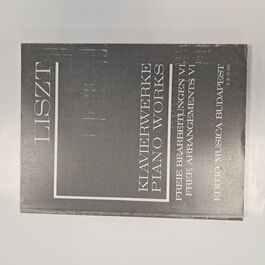 LISZT
KLAVIERWERKE
PIANO WORKS
FREIE BEARBEITUNGEN VI.
FREE ARRANGEMENTS VI
EDITIO MUSICA BUDAPEST